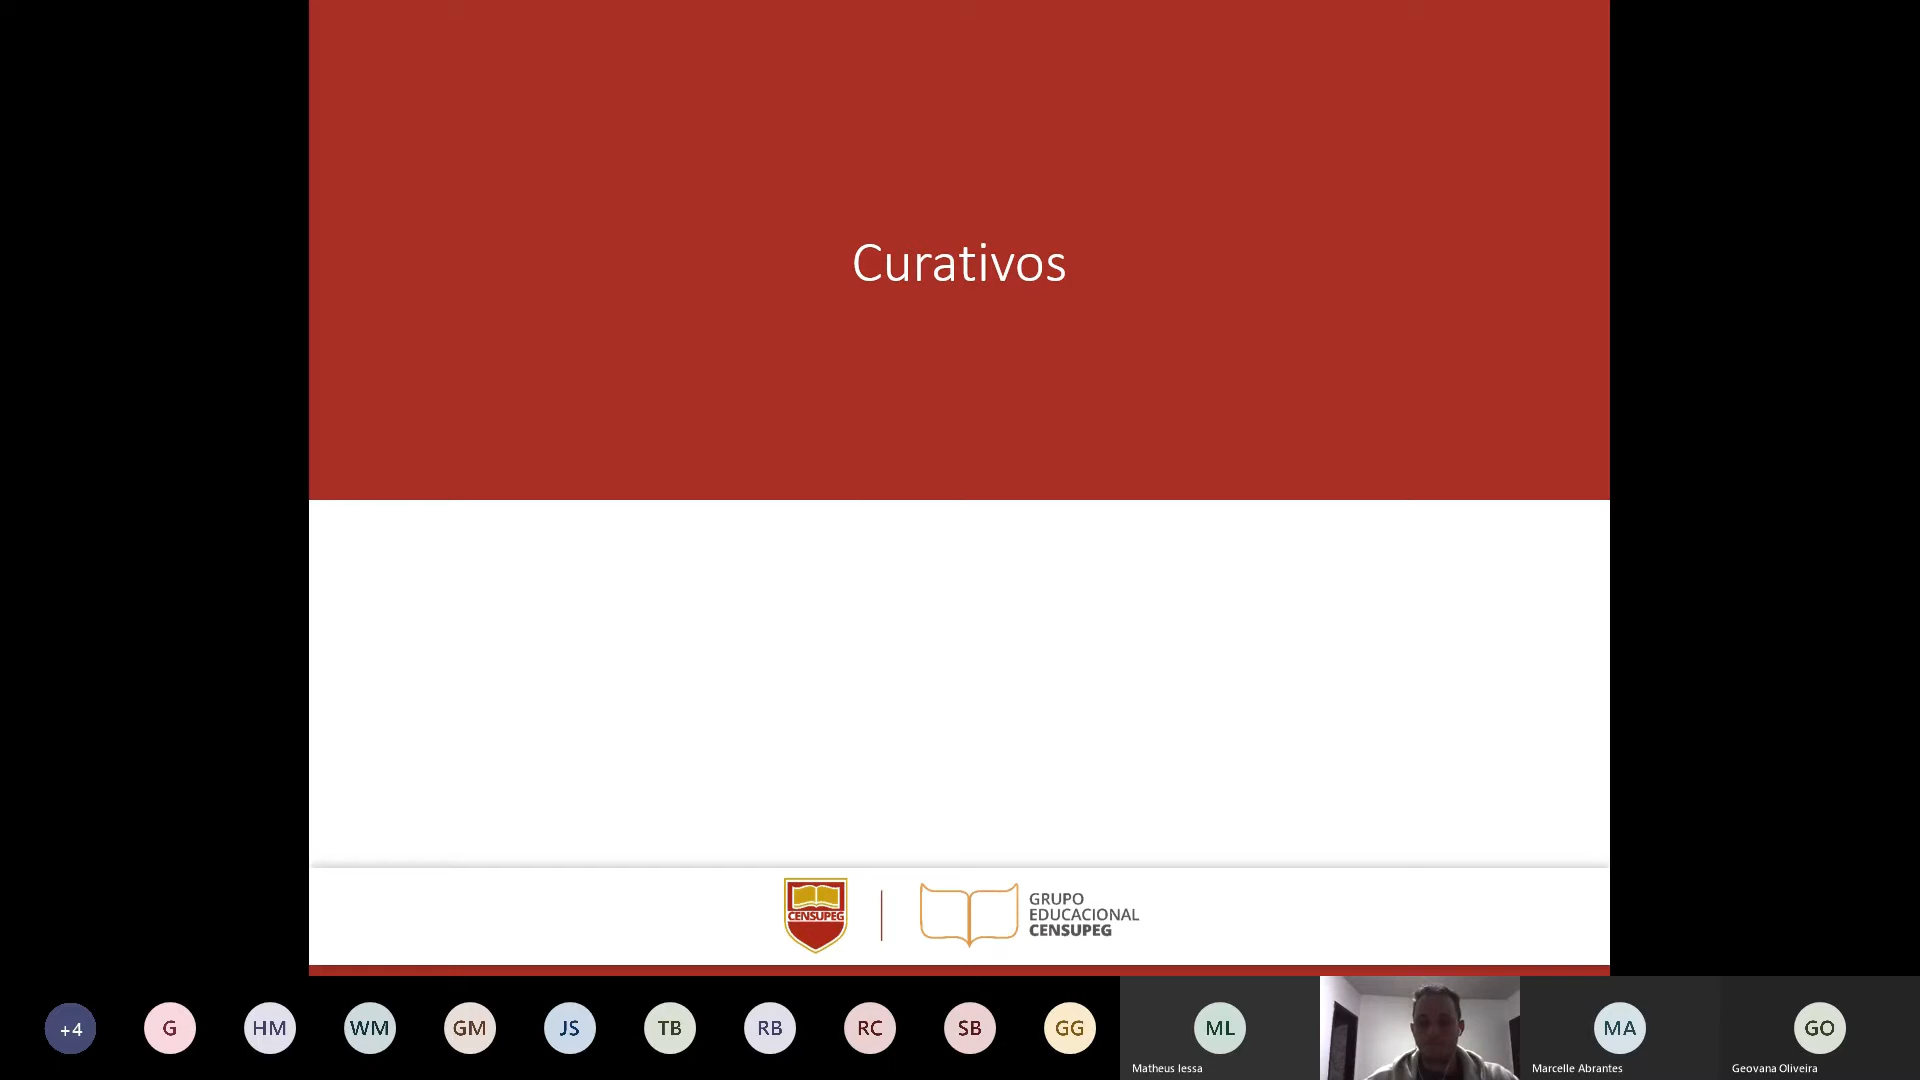 Curativos
CENSUPEG
GRUPO
EDUCACIONAL
CENSUPEG
+4
G
HM
WM
GM
JS
TB
RB
RC
SB
GG
ML
Matheus lessa
MA
Marcelle Abrantes
GO
Geovana Oliveira